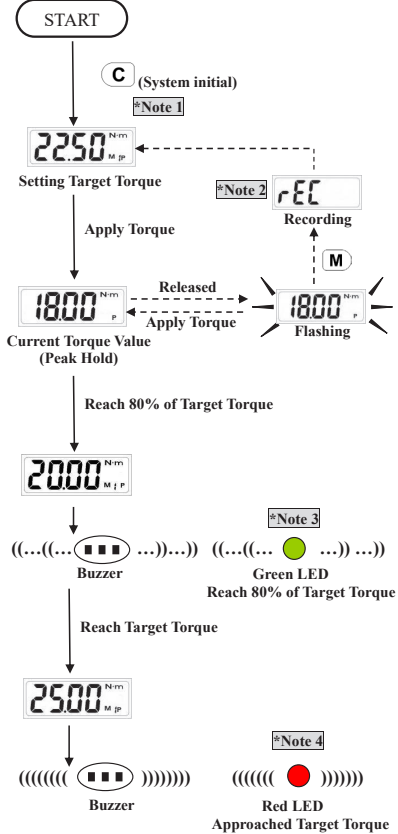 START
C (System initial)
*Note 1
22.50 N·m
M P
Setting Target Torque
*Note 2 rEC
Recording
Apply Torque
M
18.00 N·m
P
Released
Apply Torque
18.00 N·m
P
Flashing
Current Torque Value
(Peak Hold)
Reach 80% of Target Torque
20.00 N·m
M P
*Note 3
((…((… …))…)) ((…((… …)) …))
Buzzer
Green LED
Reach 80% of Target Torque
Reach Target Torque
25.00 N·m
M P
*Note 4
(((((((( )))))))) ((((((( )))))))
Buzzer
Red LED
Approached Target Torque